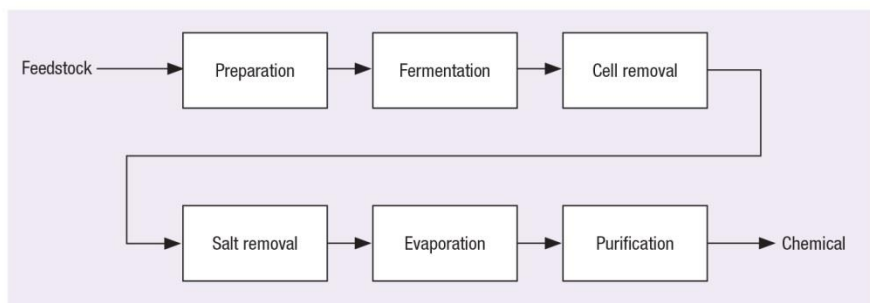 Feedstock
Preparation
Fermentation
Cell removal
Salt removal
Evaporation
Purification
Chemical